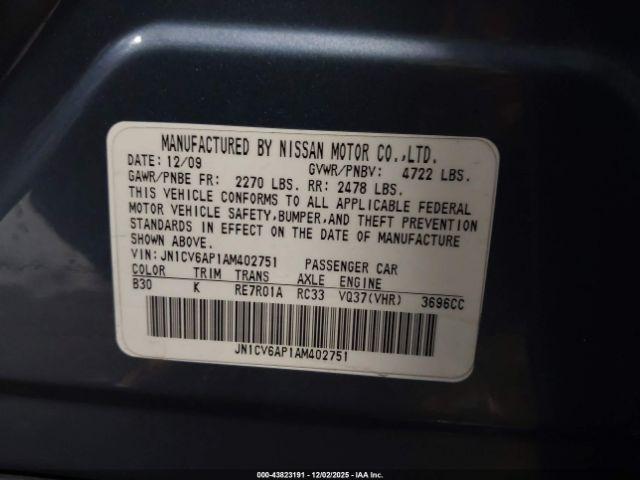 MANUFACTURED BY NISSAN MOTOR CO.,LTD.
DATE: 12/09 GVWR/PNBV: 4722 LBS.
GAWR/PNBE FR: 2270 LBS. RR: 2478 LBS.
THIS VEHICLE CONFORMS TO ALL APPLICABLE FEDERAL
MOTOR VEHICLE SAFETY,BUMPER,AND THEFT PREVENTION
STANDARDS IN EFFECT ON THE DATE OF MANUFACTURE
SHOWN ABOVE.
VIN: JN1CV6AP1AM402751 PASSENGER CAR
COLOR TRIM TRANS AXLE ENGINE
B30 K RE7R01A RC33 VQ37(VHR) 3696CC
JN1CV6AP1AM402751
000-43823191 - 12/02/2025 - IAA Inc.